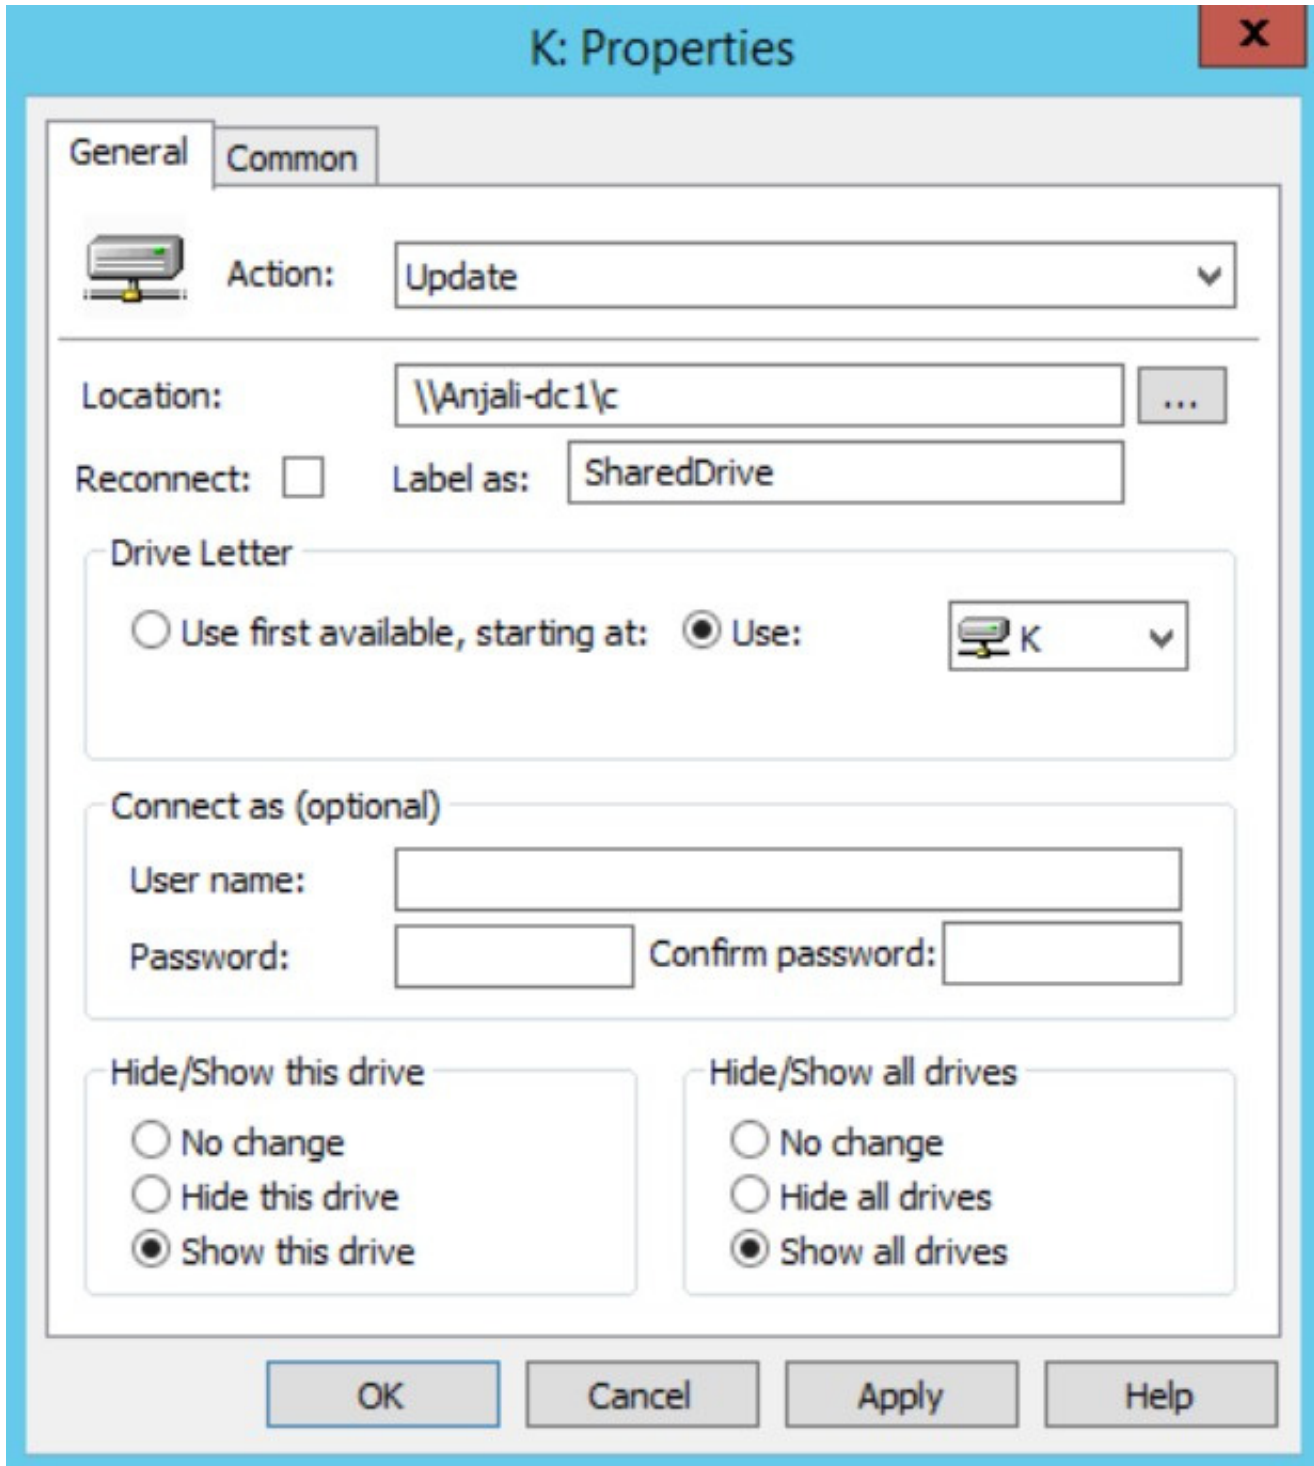 K: Properties
x
General Common
Action: Update
Location: \\Anjali-dc1\c ...
Reconnect: Label as: SharedDrive
Drive Letter
Use first available, starting at: Use: K
Connect as (optional)
User name:
Password: Confirm password:
Hide/Show this drive Hide/Show all drives
No change No change
Hide this drive Hide all drives
Show this drive Show all drives
OK Cancel Apply Help